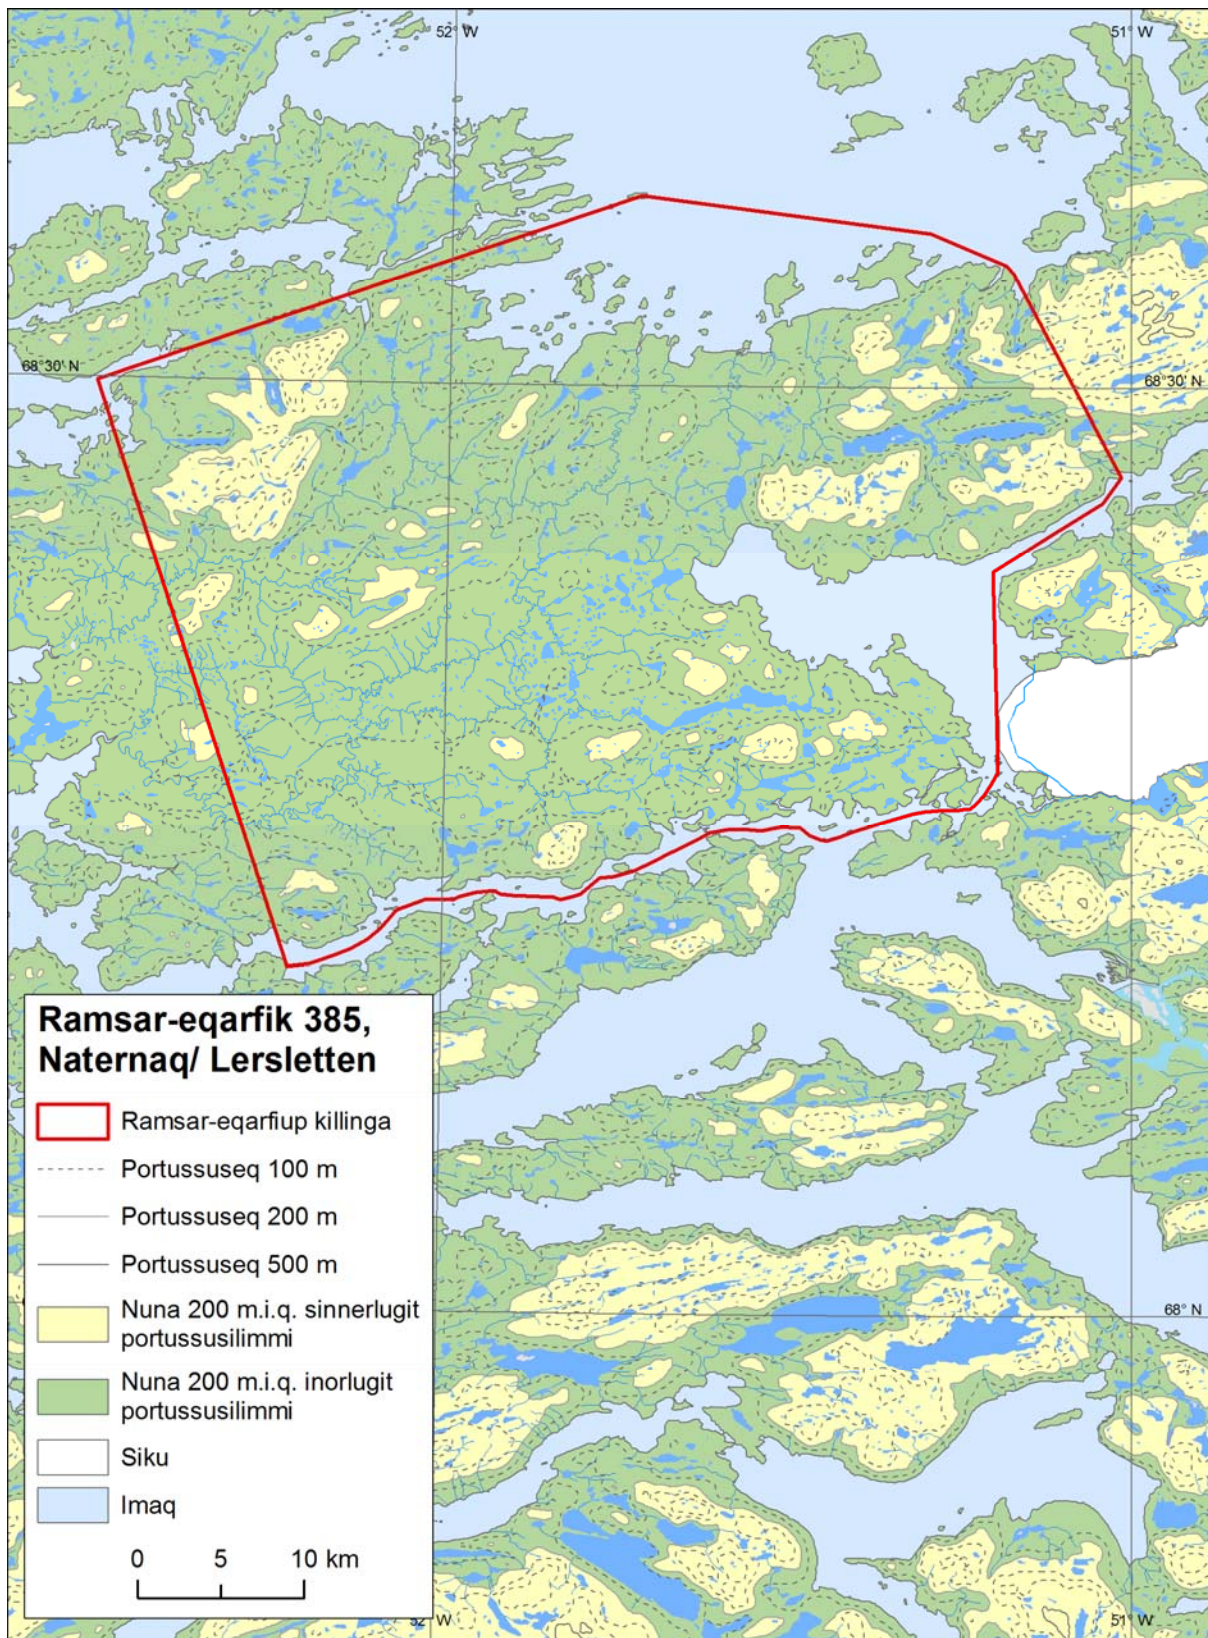 52° W
51° W
68°30' N
68°30' N
Ramsar-eqarfik 385,
Naternaq/ Lersletten
Ramsar-eqarfiup killinga
Portussuseq 100 m
Portussuseq 200 m
Portussuseq 500 m
Nuna 200 m.i.q. sinnerlugit
portussusilimmi
Nuna 200 m.i.q. inorlugit
portussusilimmi
Siku
Imaq
0 5 10 km
68° N
52° W
51° W